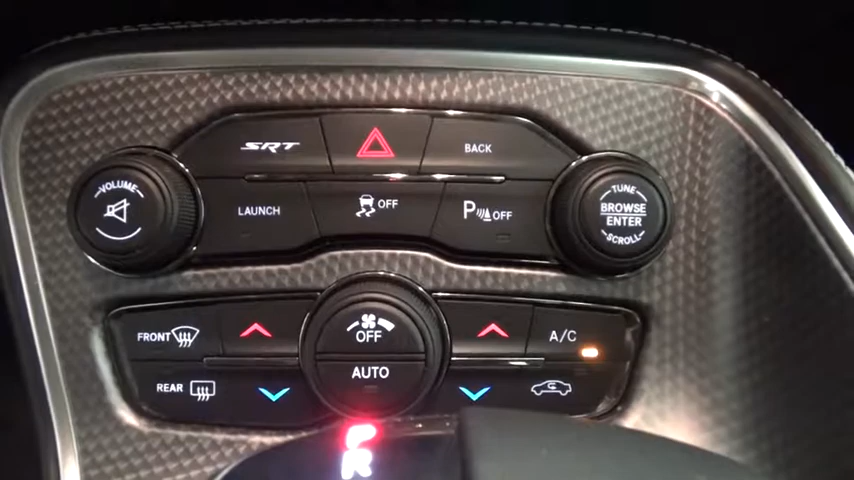 SRT
BACK
VOLUME
LAUNCH
OFF
P OFF
TUNE
BROWSE
ENTER
SCROLL
FRONT
OFF
AUTO
A/C
REAR
P
R